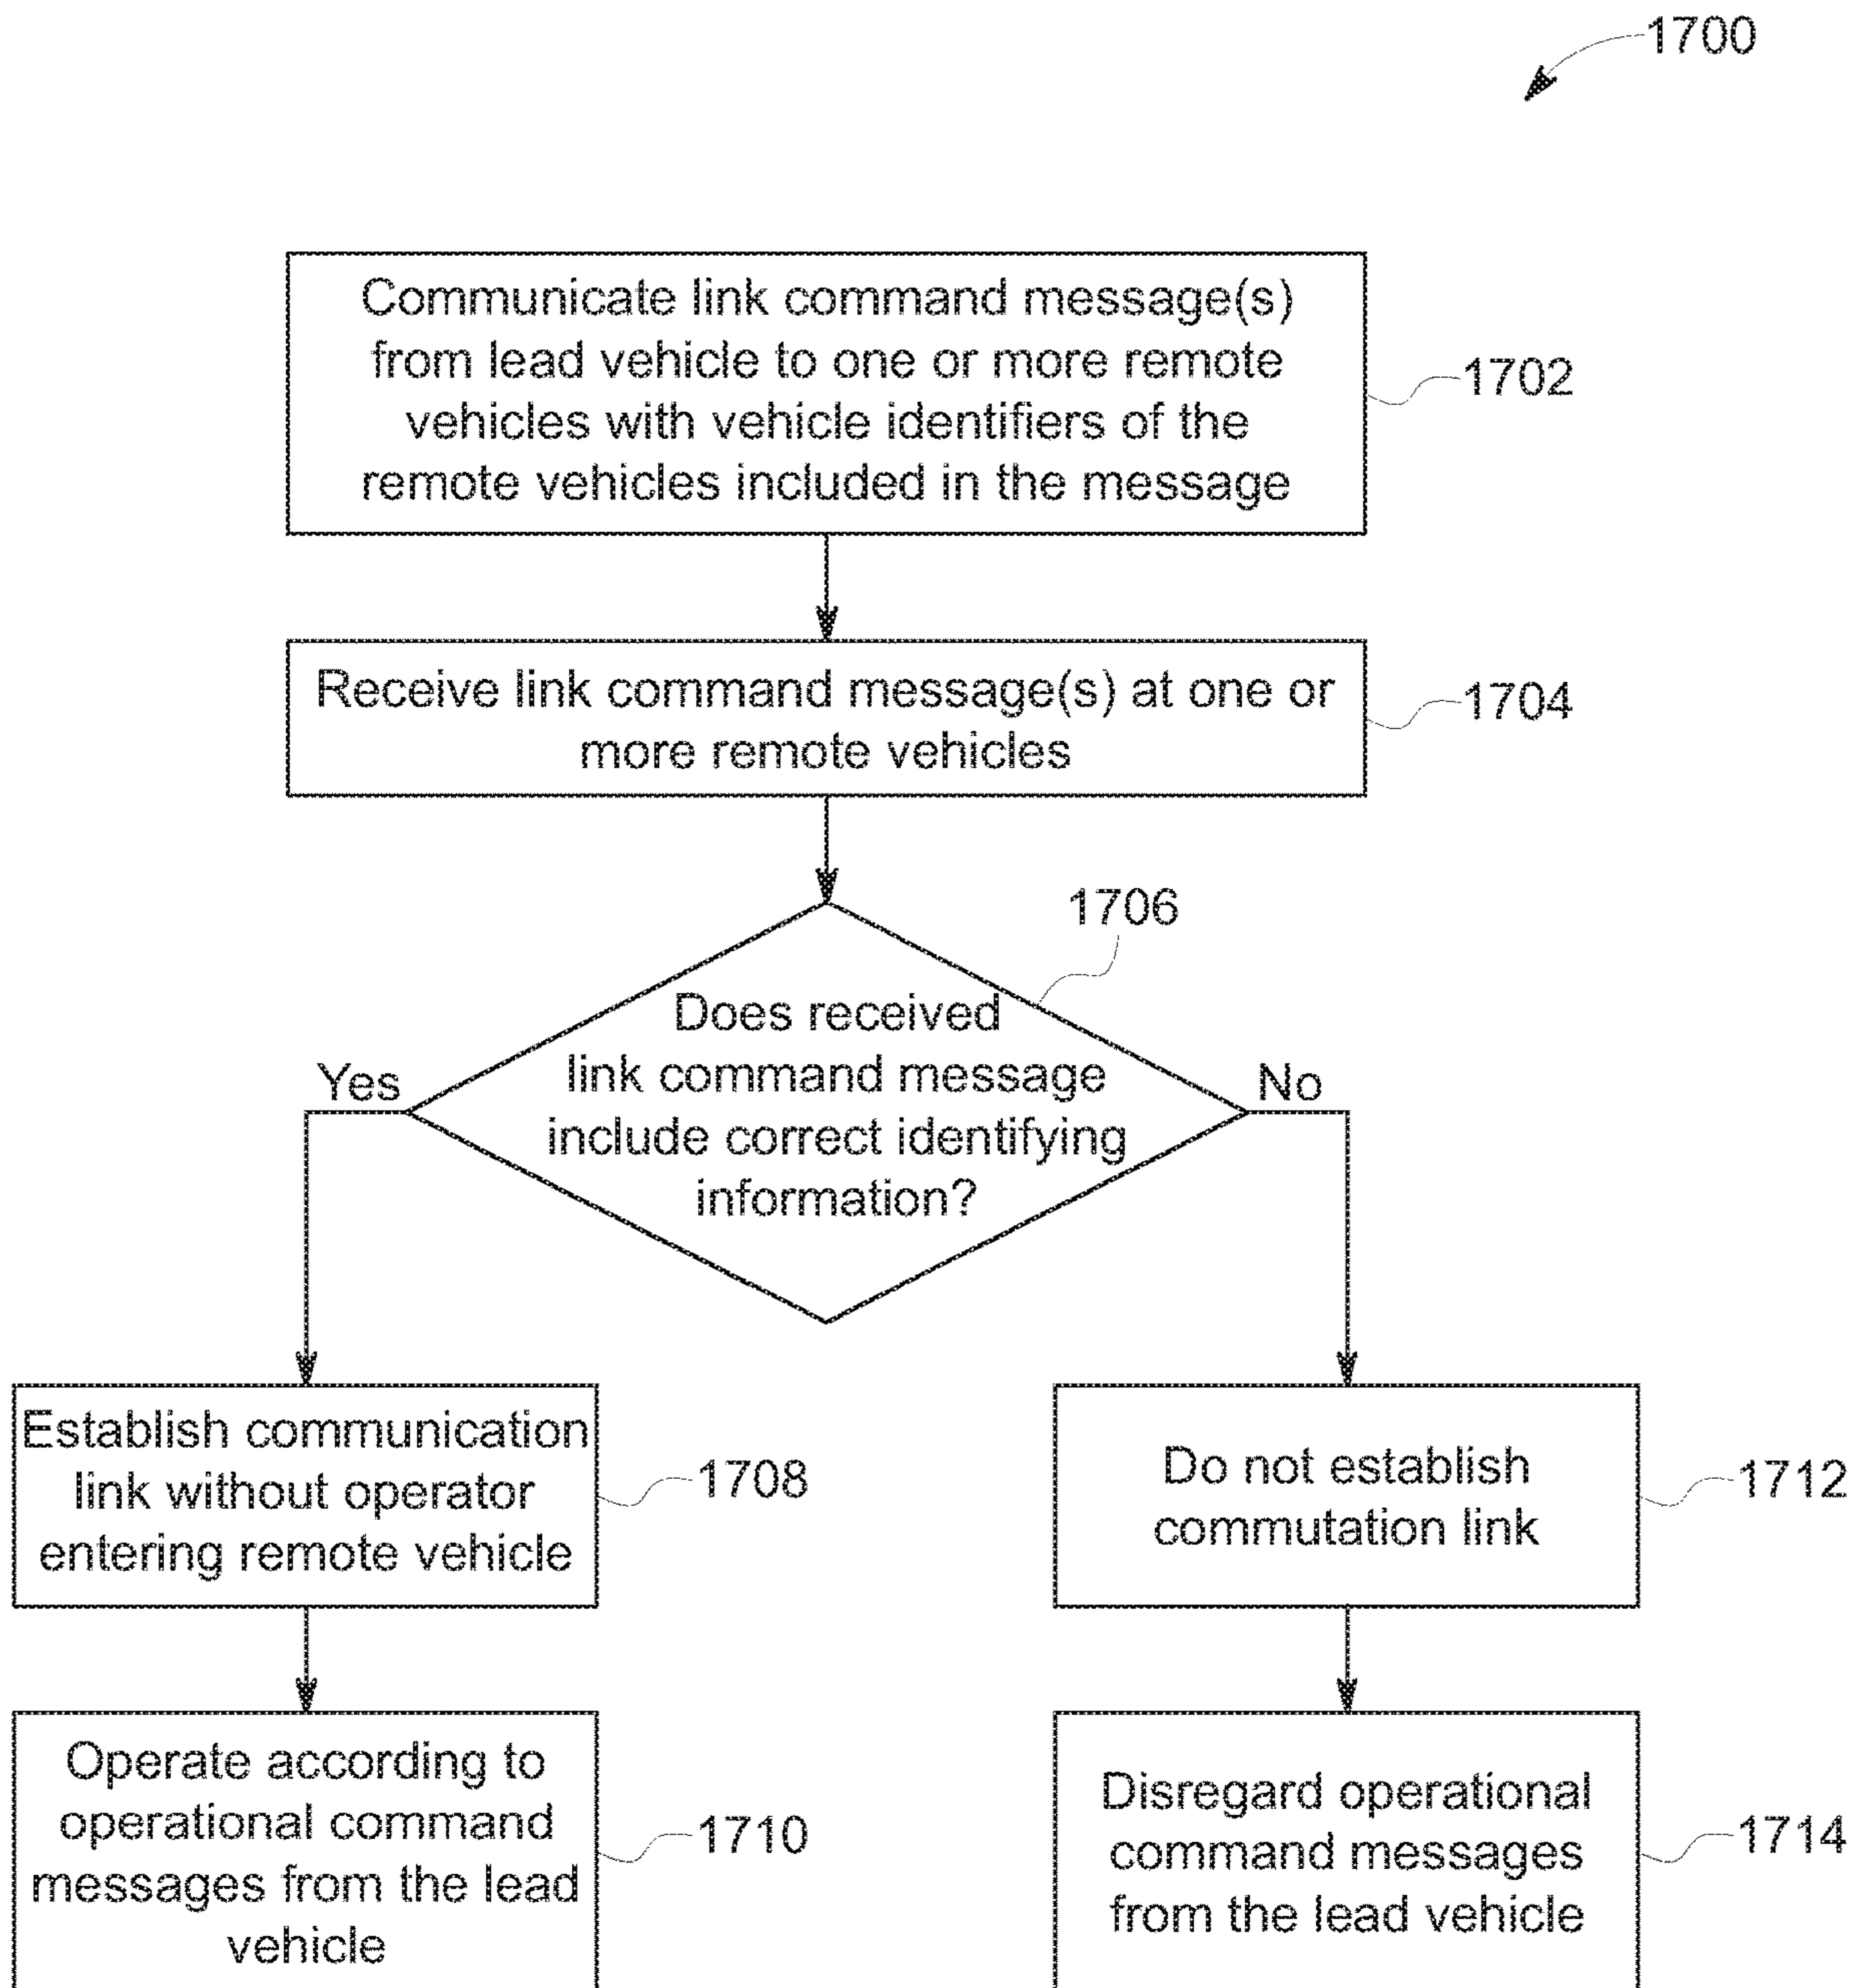 1700
Communicate link command message(s)
from lead vehicle to one or more remote
vehicles with vehicle identifiers of the
remote vehicles included in the message
1702
Receive link command message(s) at one or
more remote vehicles
1704
1706
Does received
link command message
include correct identifying
information?
Yes
No
Establish communication
link without operator
entering remote vehicle
1708
Do not establish
commutation link
1712
Operate according to
operational command
messages from the lead
vehicle
1710
Disregard operational
command messages
from the lead vehicle
1714